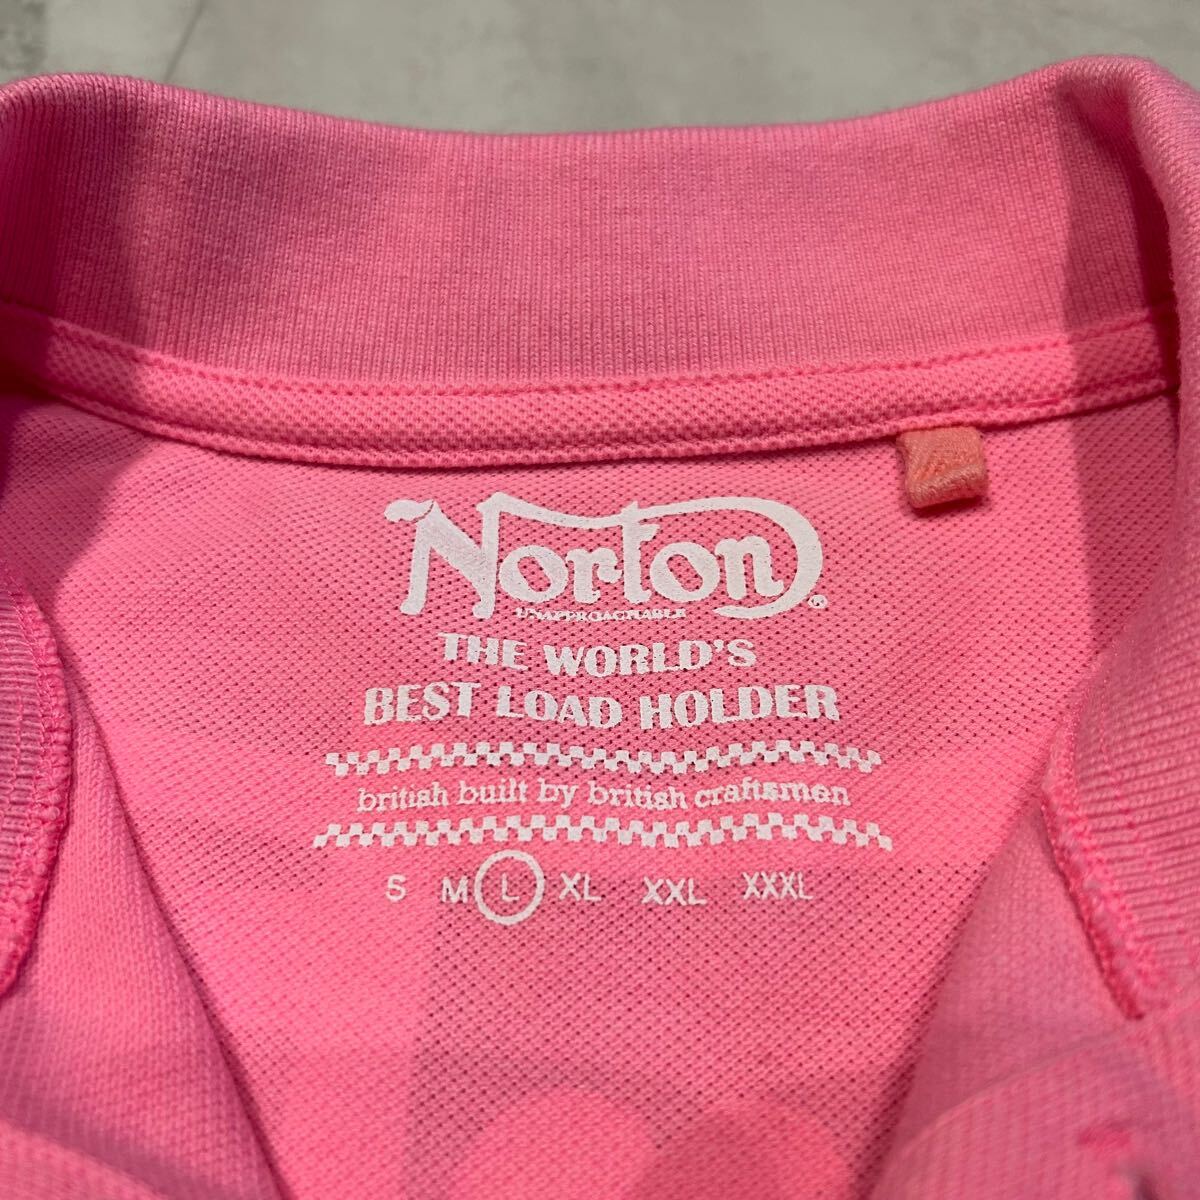 Norton®
UNAPPROACHABLE
THE WORLD'S
BEST LOAD HOLDER
british built by british craftsmen
S M L XL XXL XXXL